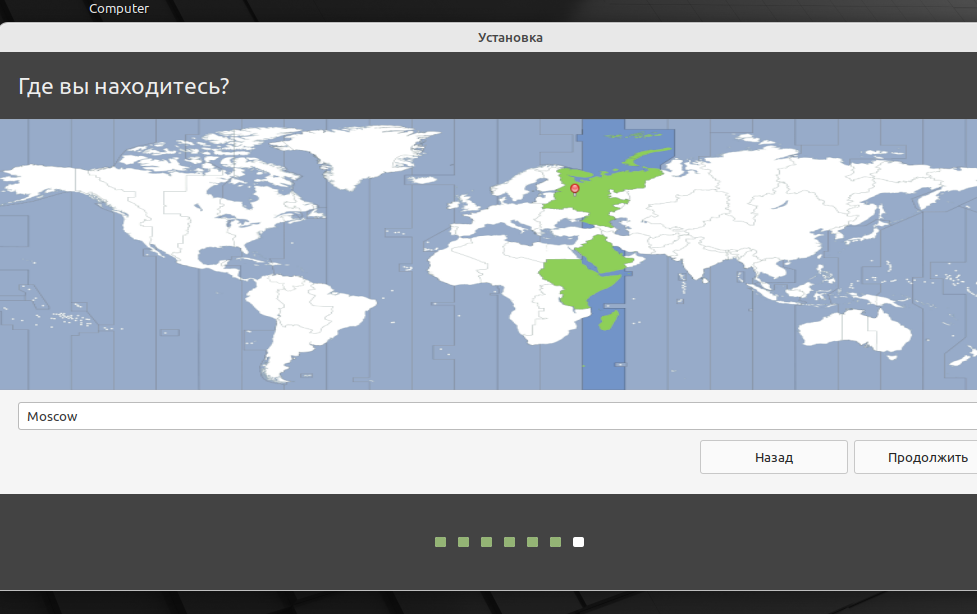 Computer
Установка
Где вы находитесь?
Moscow
Назад
Продолжить